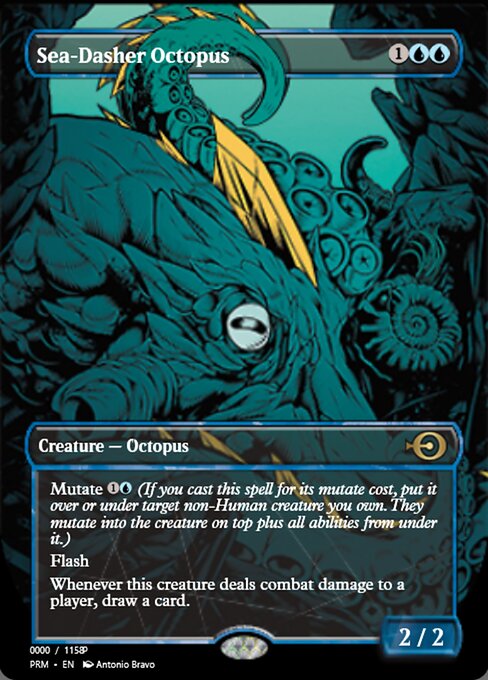 Sea-Dasher Octopus 1
Creature — Octopus
Mutate 1 (If you cast this spell for its mutate cost, put it
over or under target non-Human creature you own. They
mutate into the creature on top plus all abilities from under
it.)
Flash
Whenever this creature deals combat damage to a
player, draw a card.
2/2
0000 / 1158P
PRM • EN Antonio Bravo